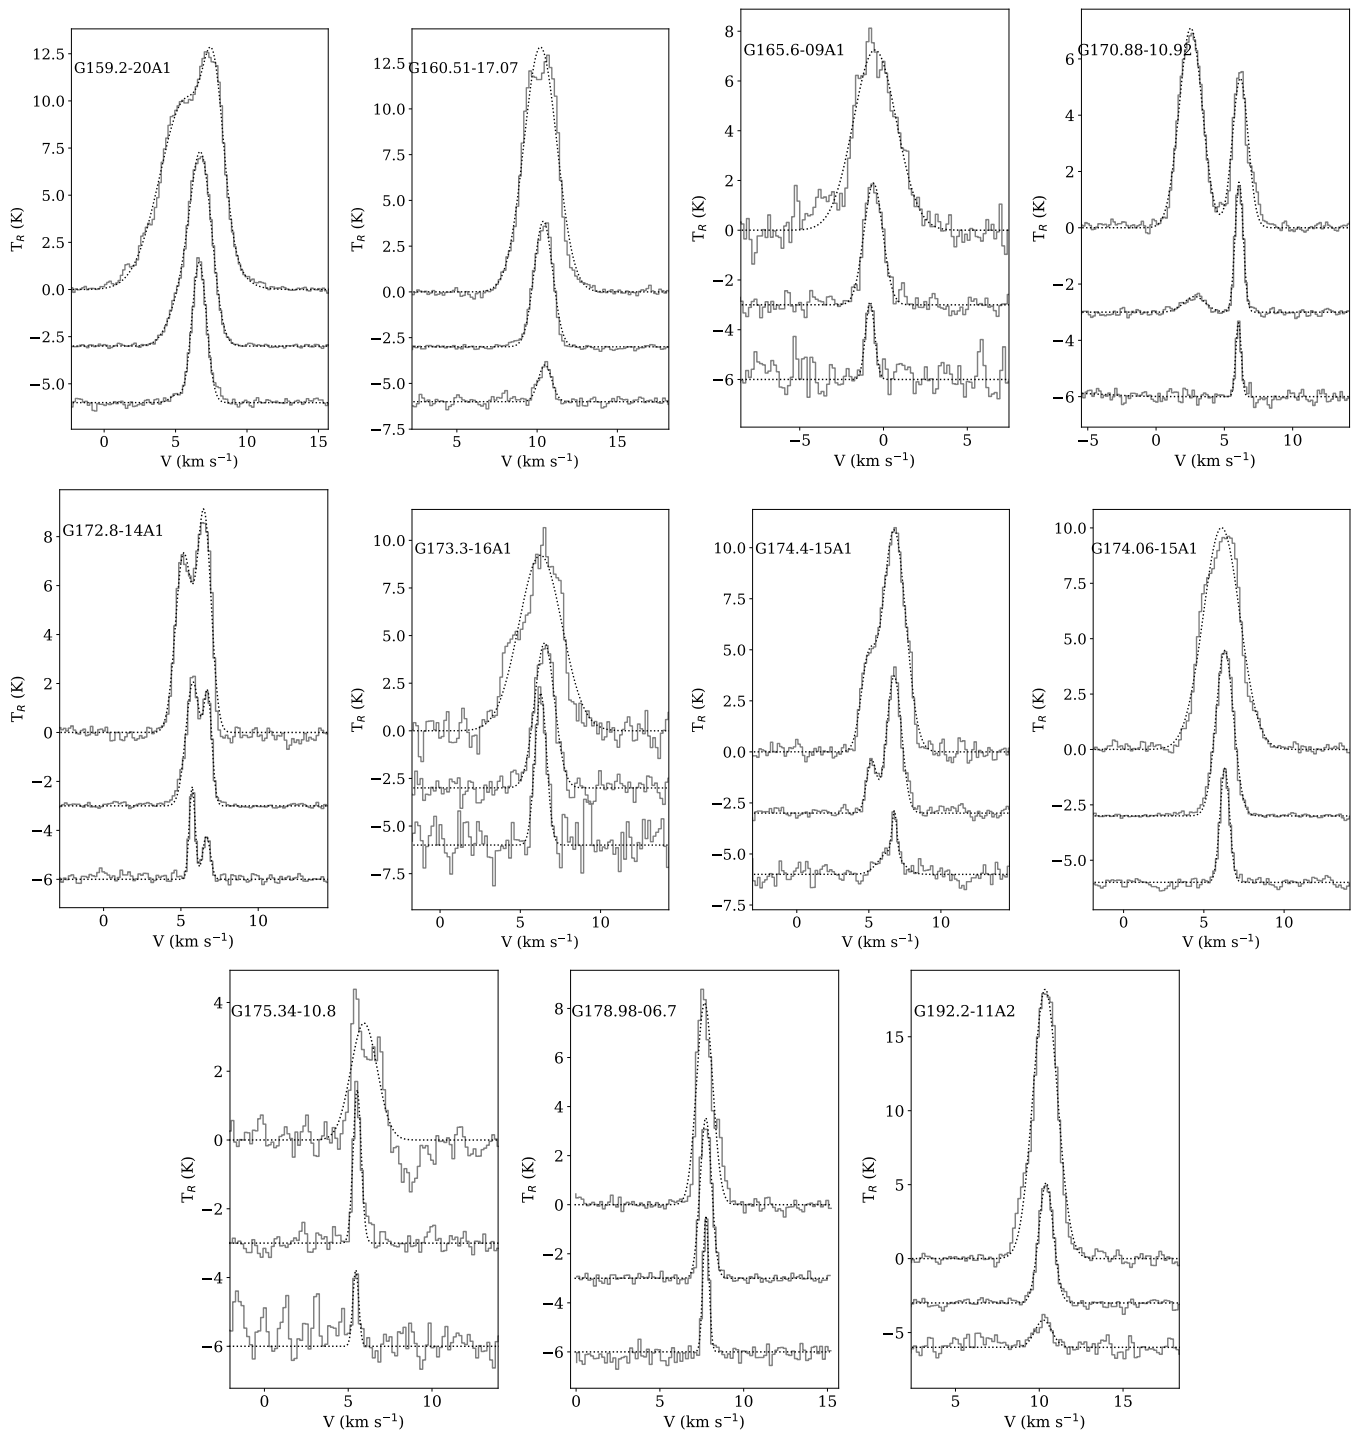 G159.2-20A1
12.5
10.0
7.5
5.0
2.5
0.0
−2.5
−5.0
T_R (K)
0 5 10 15
V (km s⁻¹)
G160.51-17.07
12.5
10.0
7.5
5.0
2.5
0.0
−2.5
−5.0
−7.5
T_R (K)
5 10 15
V (km s⁻¹)
G165.6-09A1
8
6
4
2
0
−2
−4
−6
T_R (K)
−5 0 5
V (km s⁻¹)
G170.88-10.92
6
4
2
0
−2
−4
−6
T_R (K)
−5 0 5 10
V (km s⁻¹)
G172.8-14A1
8
6
4
2
0
−2
−4
−6
T_R (K)
0 5 10
V (km s⁻¹)
G173.3-16A1
10.0
7.5
5.0
2.5
0.0
−2.5
−5.0
−7.5
T_R (K)
0 5 10
V (km s⁻¹)
G174.4-15A1
10.0
7.5
5.0
2.5
0.0
−2.5
−5.0
−7.5
T_R (K)
0 5 10
V (km s⁻¹)
G174.06-15A1
10.0
7.5
5.0
2.5
0.0
−2.5
−5.0
T_R (K)
0 5 10
V (km s⁻¹)
G175.34-10.8
4
2
0
−2
−4
−6
T_R (K)
0 5 10
V (km s⁻¹)
G178.98-06.7
8
6
4
2
0
−2
−4
−6
T_R (K)
0 5 10 15
V (km s⁻¹)
G192.2-11A2
15
10
5
0
−5
T_R (K)
5 10 15
V (km s⁻¹)